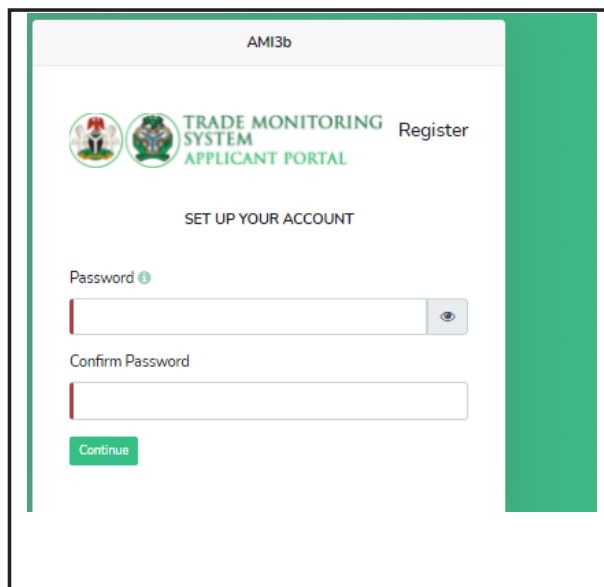 AMI3b
TRADE MONITORING
SYSTEM
APPLICANT PORTAL
Register
SET UP YOUR ACCOUNT
Password
Confirm Password
Continue